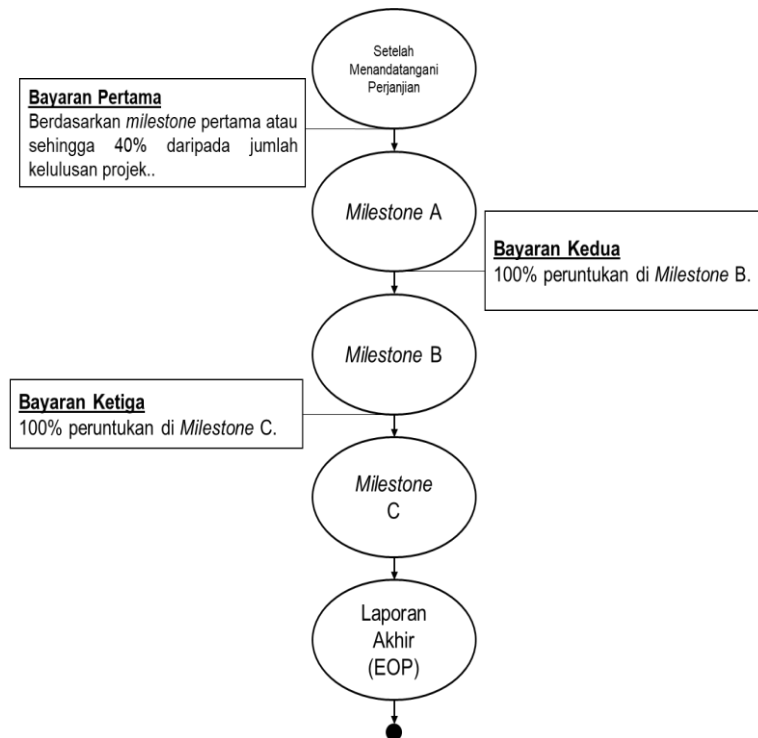 Setelah
Menandatangani
Perjanjian
Bayaran Pertama
Berdasarkan milestone pertama atau
sehingga 40% daripada jumlah
kelulusan projek..
Milestone A
Bayaran Kedua
100% peruntukan di Milestone B.
Milestone B
Bayaran Ketiga
100% peruntukan di Milestone C.
Milestone
C
Laporan
Akhir
(EOP)